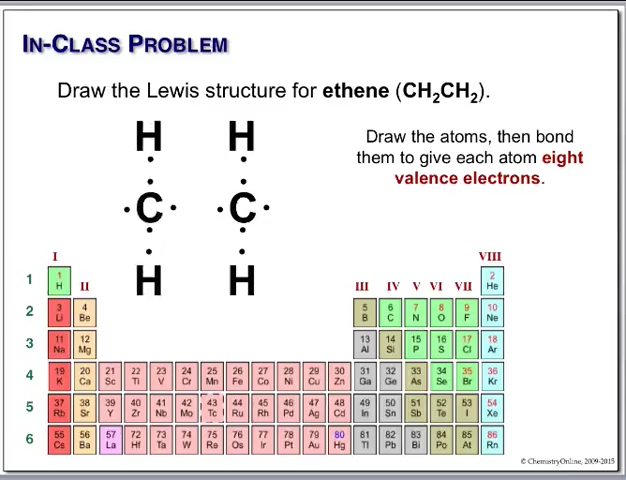 IN-CLASS PROBLEM
Draw the Lewis structure for ethene (CH₂CH₂).
Draw the atoms, then bond
them to give each atom eight
valence electrons.
H H
·C· ·C·
H H
I II III IV V VI VII VIII
1 1 H 2 He
2 3 Li 4 Be 5 B 6 C 7 N 8 O 9 F 10 Ne
3 11 Na 12 Mg 13 Al 14 Si 15 P 16 S 17 Cl 18 Ar
4 19 K 20 Ca 21 Sc 22 Ti 23 V 24 Cr 25 Mn 26 Fe 27 Co 28 Ni 29 Cu 30 Zn 31 Ga 32 Ge 33 As 34 Se 35 Br 36 Kr
5 37 Rb 38 Sr 39 Y 40 Zr 41 Nb 42 Mo 43 Tc 44 Ru 45 Rh 46 Pd 47 Ag 48 Cd 49 In 50 Sn 51 Sb 52 Te 53 I 54 Xe
6 55 Cs 56 Ba 57 La 72 Hf 73 Ta 74 W 75 Re 76 Os 77 Ir 78 Pt 79 Au 80 Hg 81 Tl 82 Pb 83 Bi 84 Po 85 At 86 Rn
© ChemistryOnline, 2009-2015